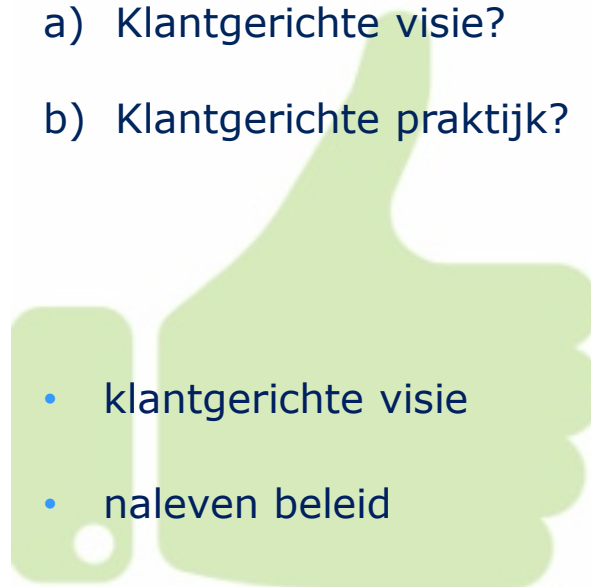 a) Klantgerichte visie?
b) Klantgerichte praktijk?
• klantgerichte visie
• naleven beleid